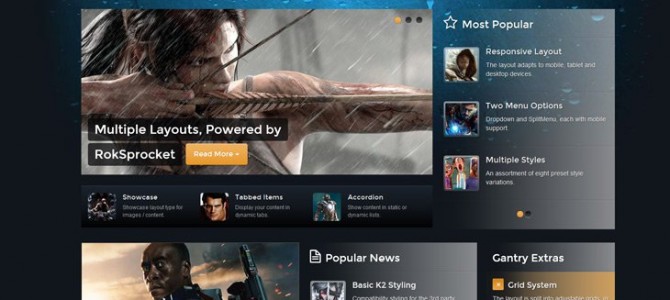 Multiple Layouts, Powered by
RokSprocket
Read More
Most Popular
Responsive Layout
The layout adapts to mobile, tablet and
desktop devices.
Two Menu Options
Dropdown and SplitMenu, each with mobile
support.
Multiple Styles
An assortment of eight preset style
variations.
Showcase
Showcase layout type for
images / content.
Tabbed Items
Display your content in
dynamic tabs.
Accordion
Show content in static or
dynamic lists.
Popular News
Basic K2 Styling
Compatibility styling for the 3rd party
Gantry Extras
Grid System
The layout is split into adjustable grids, or